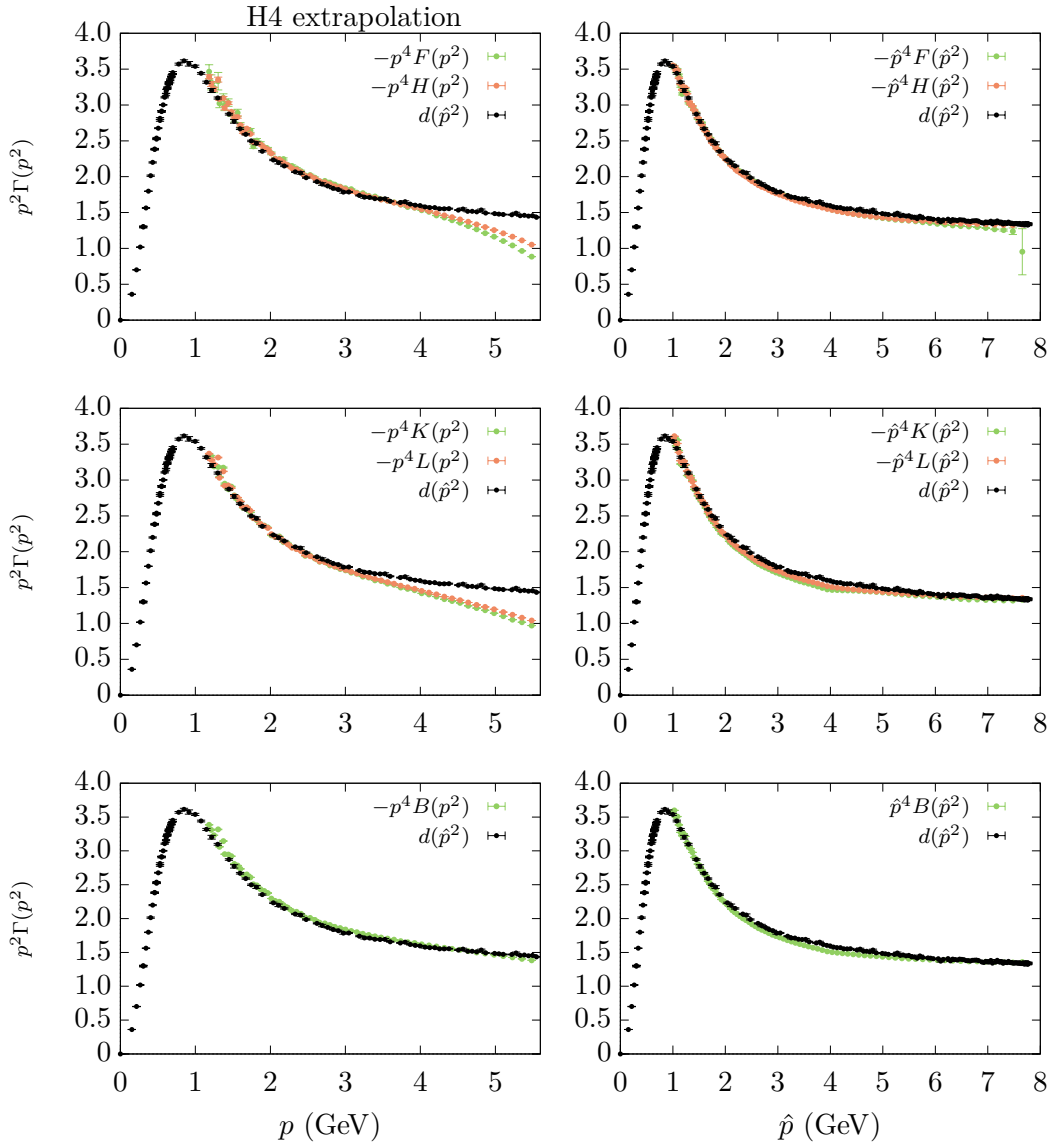 H4 extrapolation
4.0
3.5
3.0
2.5
2.0
1.5
1.0
0.5
0
p²Γ(p²)
−p⁴F(p²)
−p⁴H(p²)
d(p̂²)
0 1 2 3 4 5
4.0
3.5
3.0
2.5
2.0
1.5
1.0
0.5
0
−p̂⁴F(p̂²)
−p̂⁴H(p̂²)
d(p̂²)
0 1 2 3 4 5 6 7 8
4.0
3.5
3.0
2.5
2.0
1.5
1.0
0.5
0
p²Γ(p²)
−p⁴K(p²)
−p⁴L(p²)
d(p̂²)
0 1 2 3 4 5
4.0
3.5
3.0
2.5
2.0
1.5
1.0
0.5
0
−p̂⁴K(p̂²)
−p̂⁴L(p̂²)
d(p̂²)
0 1 2 3 4 5 6 7 8
4.0
3.5
3.0
2.5
2.0
1.5
1.0
0.5
0
p²Γ(p²)
−p⁴B(p²)
d(p̂²)
0 1 2 3 4 5
p (GeV)
4.0
3.5
3.0
2.5
2.0
1.5
1.0
0.5
0
p̂⁴B(p̂²)
d(p̂²)
0 1 2 3 4 5 6 7 8
p̂ (GeV)